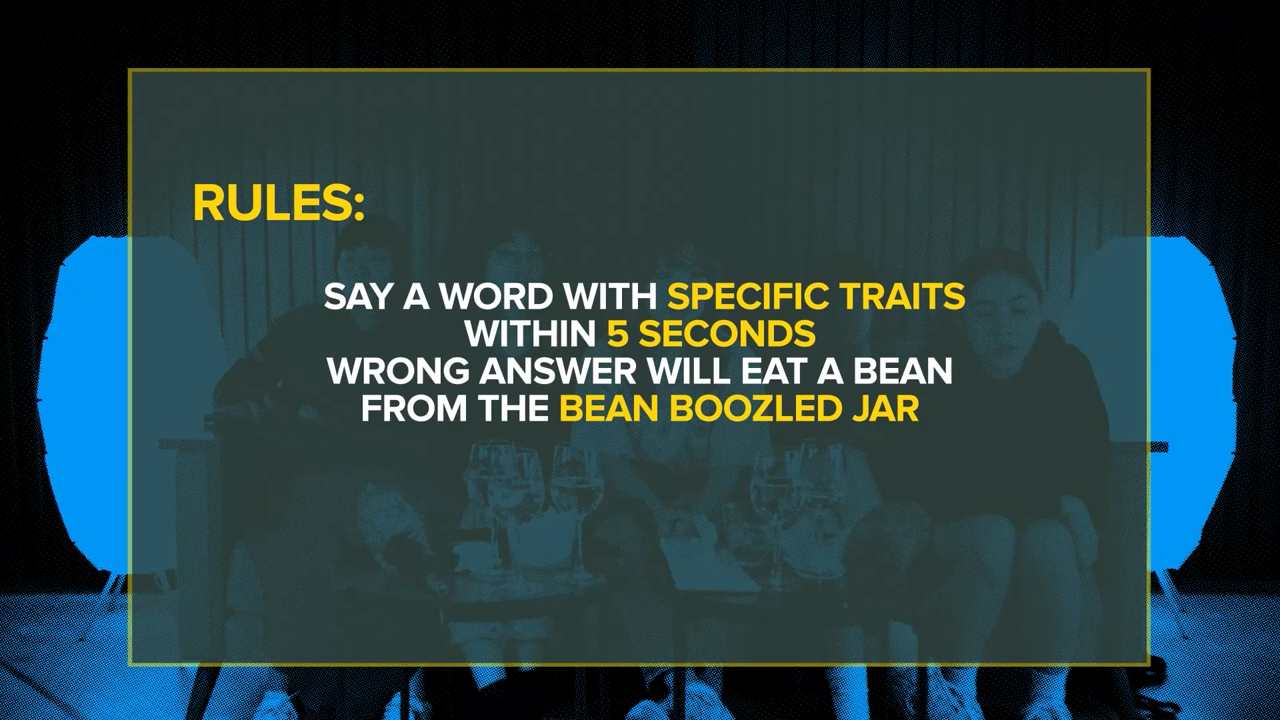 RULES:
SAY A WORD WITH SPECIFIC TRAITS
WITHIN 5 SECONDS
WRONG ANSWER WILL EAT A BEAN
FROM THE BEAN BOOZLED JAR